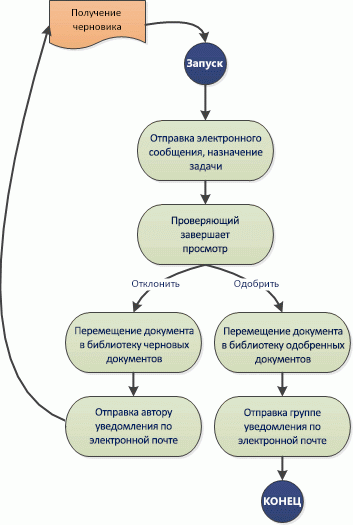 Получение
черновика
Запуск
Отправка электронного
сообщения, назначение
задачи
Проверяющий
завершает
просмотр
Отклонить
Одобрить
Перемещение документа
в библиотеку черновых
документов
Перемещение документа
в библиотеку одобренных
документов
Отправка автору
уведомления по
электронной почте
Отправка группе
уведомления по
электронной почте
КОНЕЦ